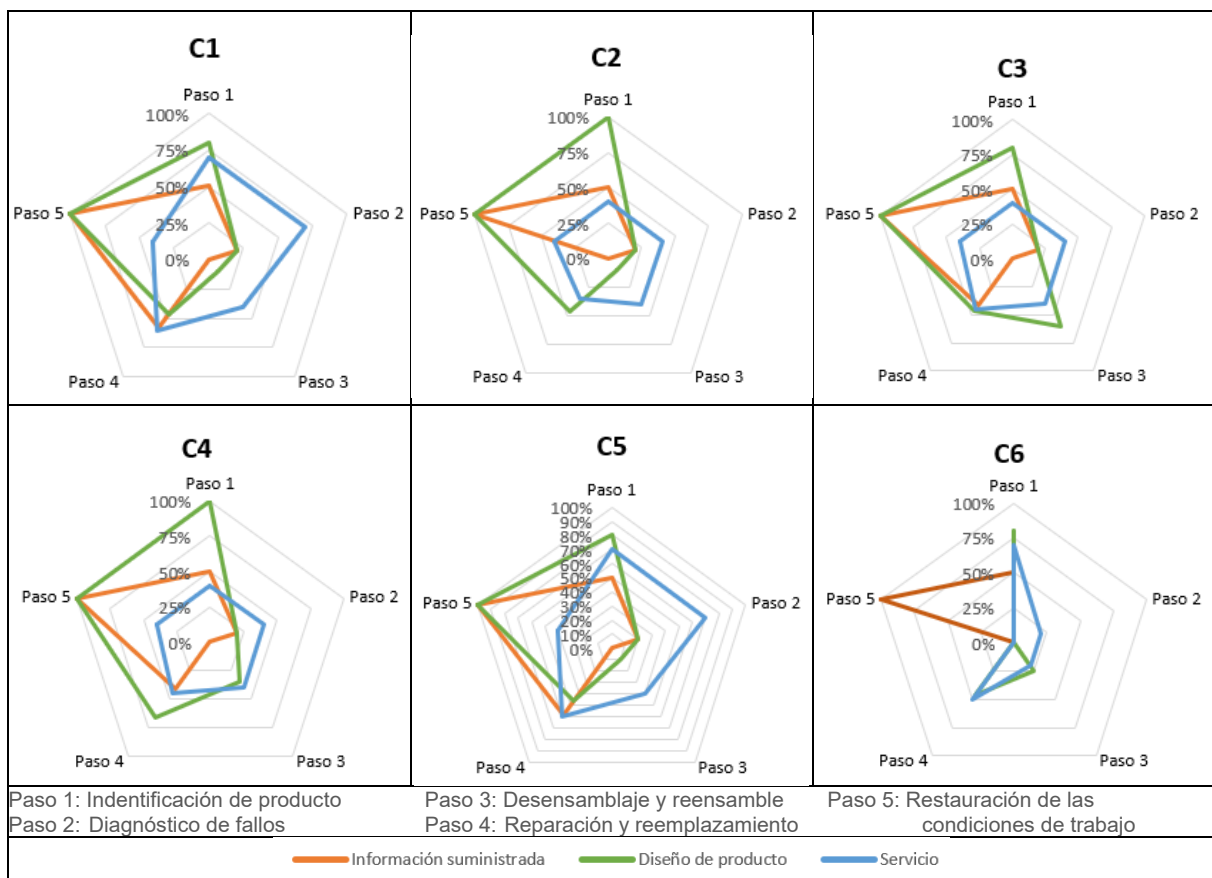 C1
Paso 1
100%
75%
50%
25%
0%
Paso 2
Paso 3
Paso 4
Paso 5
C2
Paso 1
100%
75%
50%
25%
0%
Paso 2
Paso 3
Paso 4
Paso 5
C3
Paso 1
100%
75%
50%
25%
0%
Paso 2
Paso 3
Paso 4
Paso 5
C4
Paso 1
100%
75%
50%
25%
0%
Paso 2
Paso 3
Paso 4
Paso 5
C5
Paso 1
100%
90%
80%
70%
60%
50%
40%
30%
20%
10%
0%
Paso 2
Paso 3
Paso 4
Paso 5
C6
Paso 1
100%
75%
50%
25%
0%
Paso 2
Paso 3
Paso 4
Paso 5
Paso 1: Indentificación de producto
Paso 2: Diagnóstico de fallos
Paso 3: Desensamblaje y reensamble
Paso 4: Reparación y reemplazamiento
Paso 5: Restauración de las
condiciones de trabajo
Información suministrada
Diseño de producto
Servicio